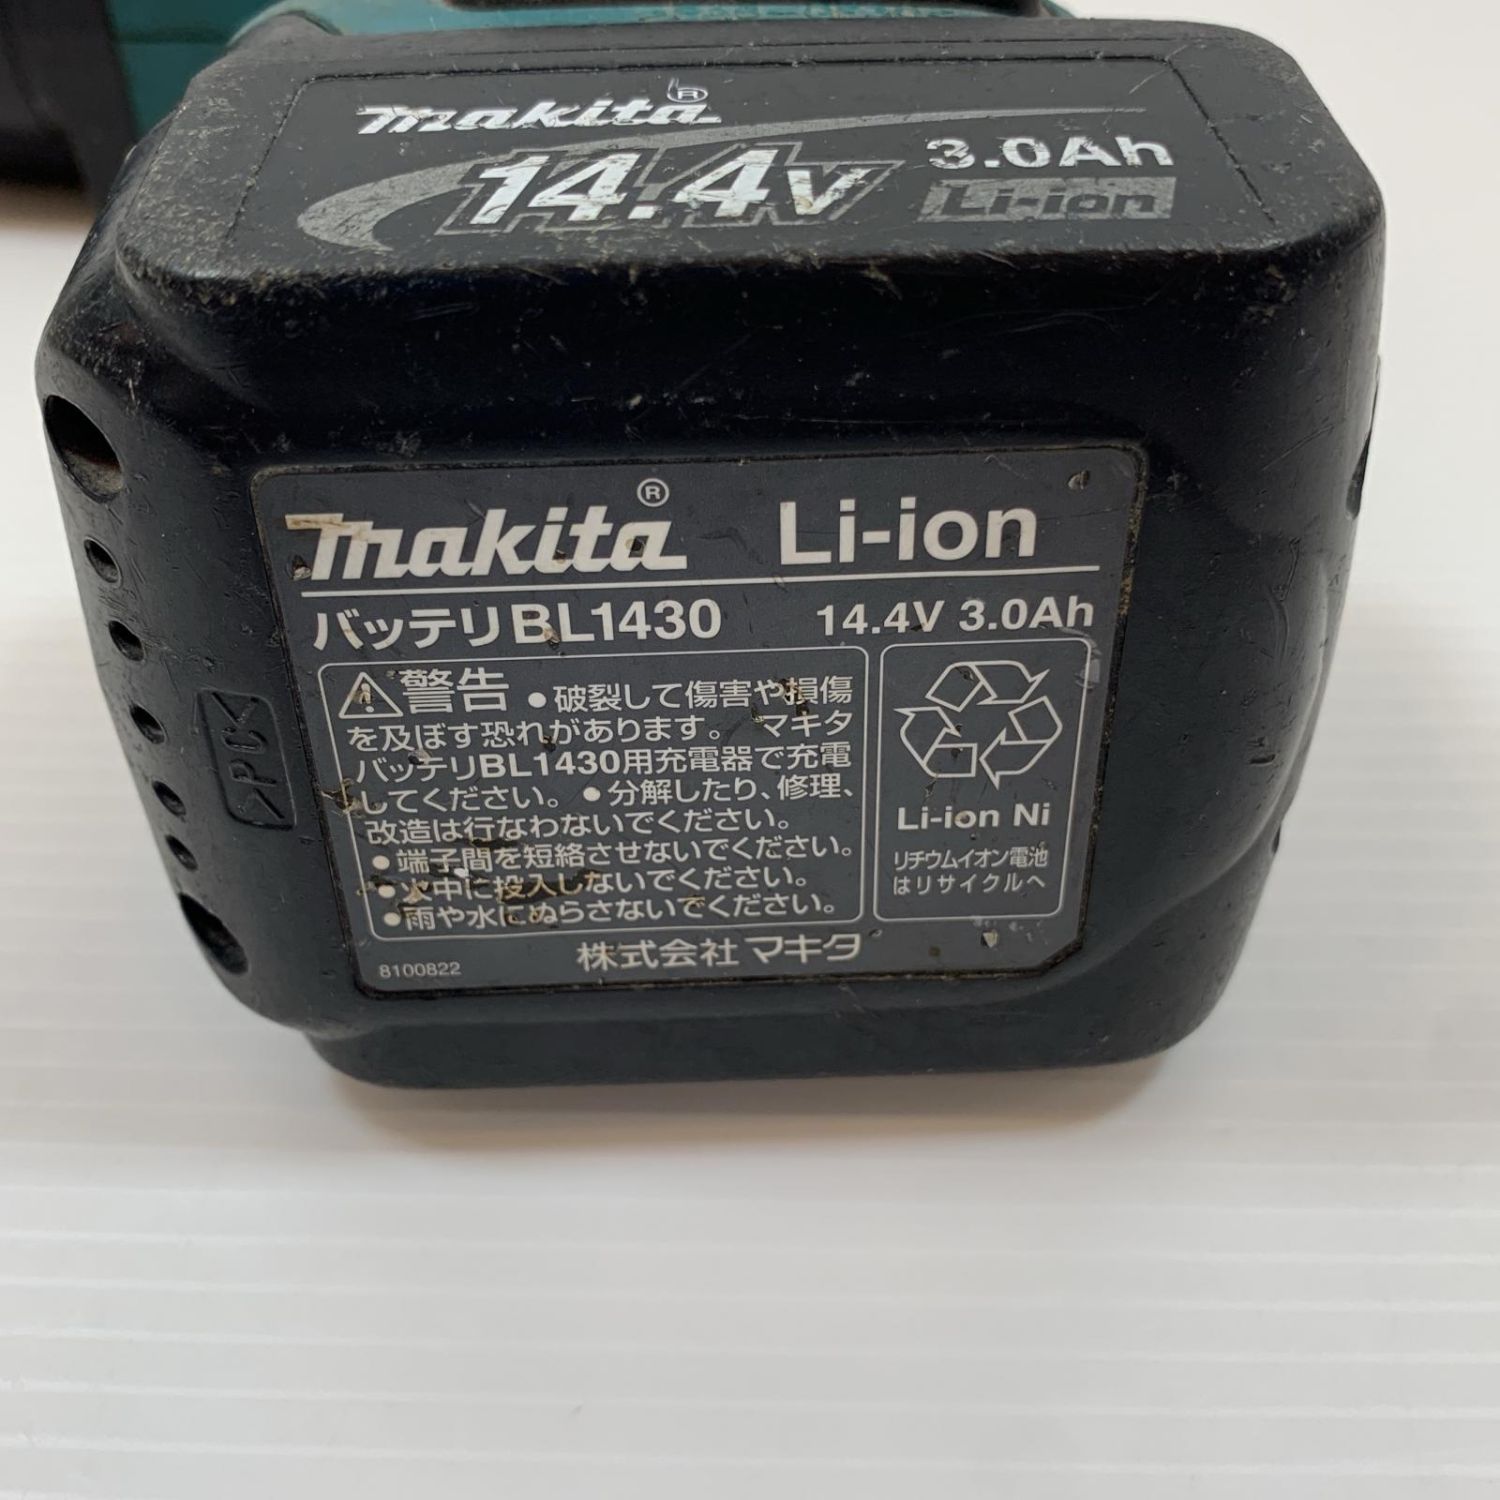 makita®
14.4V 3.0Ah
Li-ion
makita® Li-ion
バッテリBL1430 14.4V 3.0Ah
警告 ●破裂して傷害や損傷
を及ぼす恐れがあります。 マキタ
バッテリBL1430用充電器で充電
してください。●分解したり、修理、
改造は行なわないでください。
●端子間を短絡させないでください。
●火中に投入しないでください。
●雨や水にぬらさないでください。
Li-ion Ni
リチウムイオン電池
はリサイクルへ
8100822 株式会社マキタ
>PC<